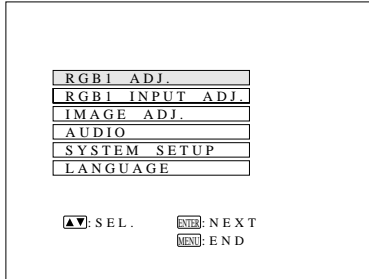 RGB1 ADJ.
RGB1 INPUT ADJ.
IMAGE ADJ.
AUDIO
SYSTEM SETUP
LANGUAGE
▲▼:SEL. ENTER:NEXT
MENU:END